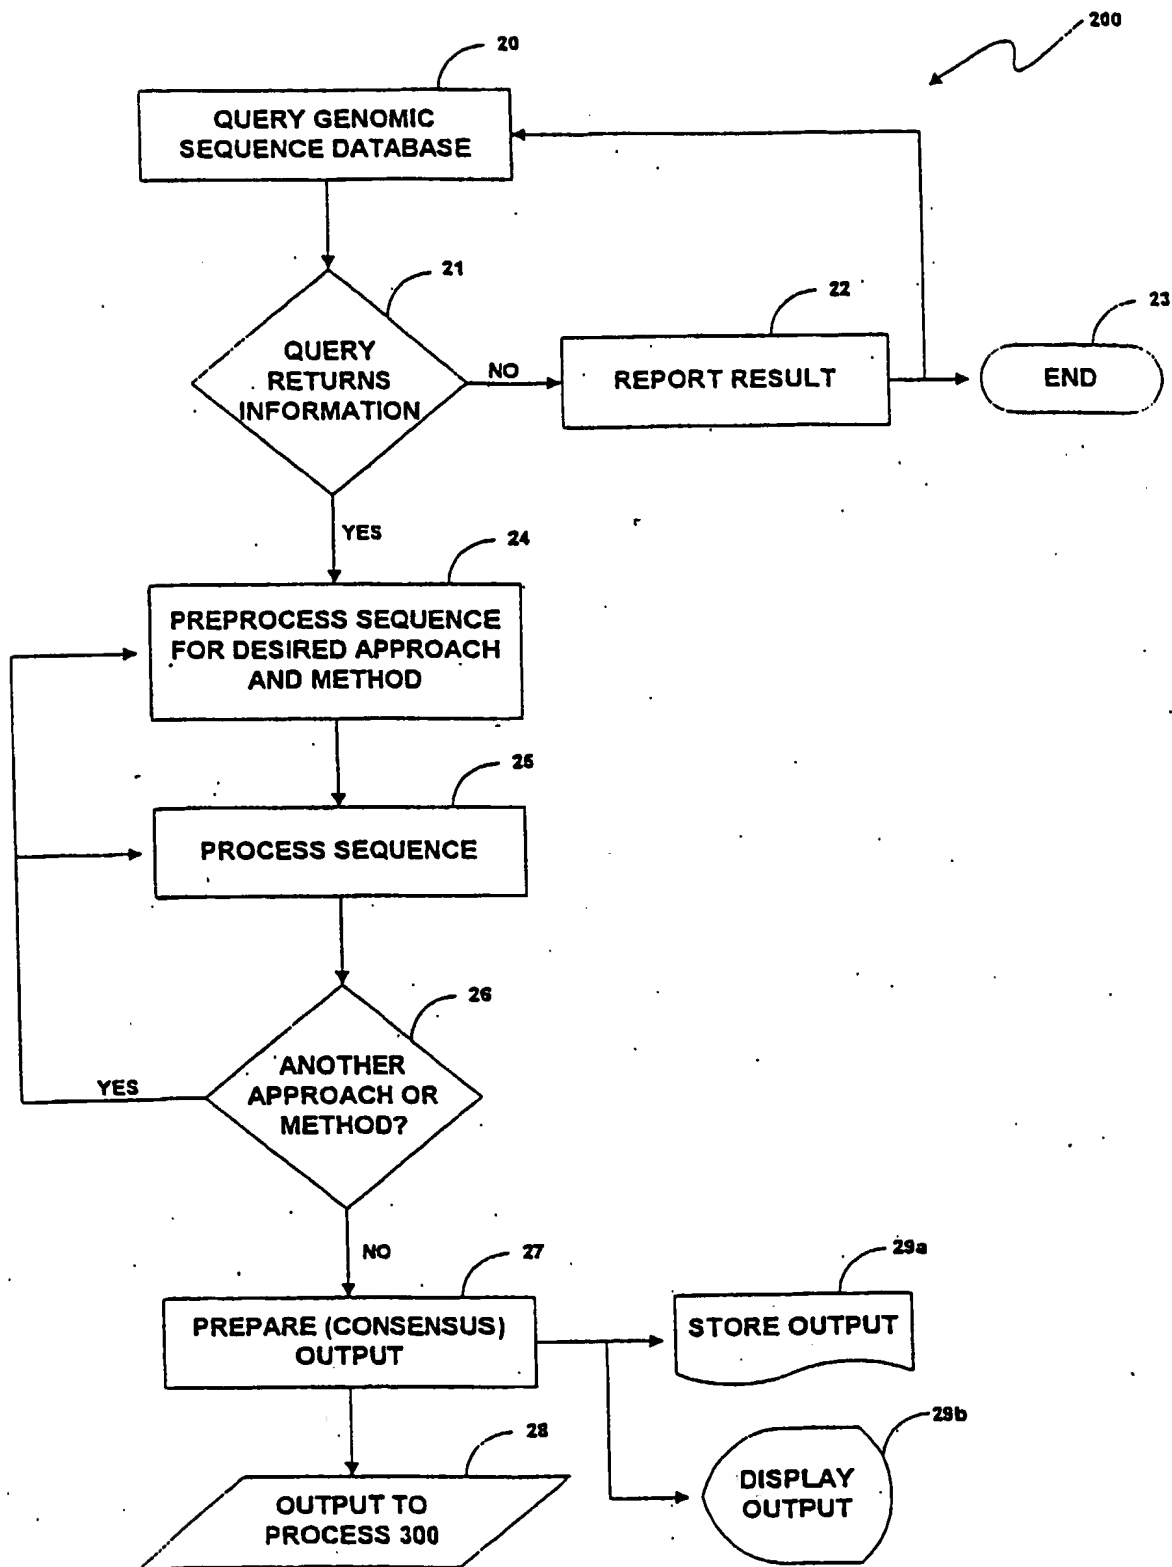 200
20
QUERY GENOMIC
SEQUENCE DATABASE
21
QUERY
RETURNS
INFORMATION
NO
22
REPORT RESULT
23
END
YES
24
PREPROCESS SEQUENCE
FOR DESIRED APPROACH
AND METHOD
25
PROCESS SEQUENCE
26
ANOTHER
APPROACH OR
METHOD?
YES
NO
27
PREPARE (CONSENSUS)
OUTPUT
29a
STORE OUTPUT
28
OUTPUT TO
PROCESS 300
29b
DISPLAY
OUTPUT